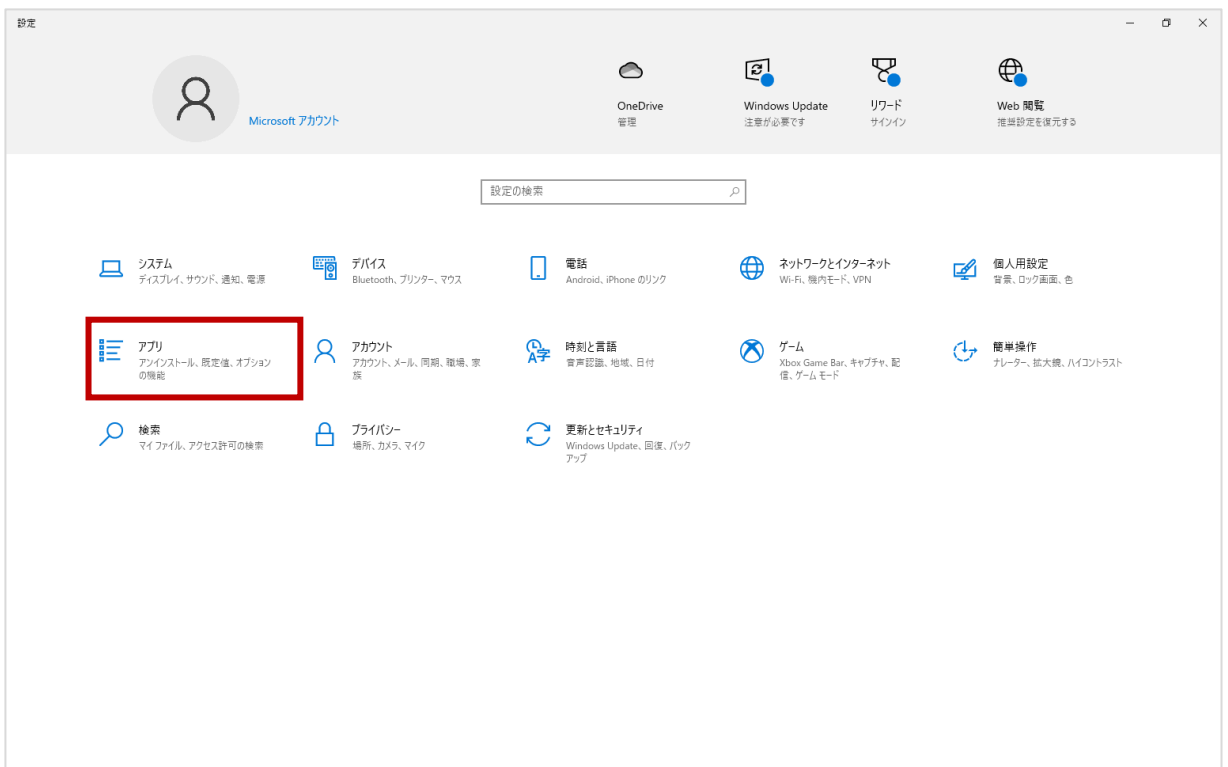 設定
Microsoft アカウント
OneDrive
管理
Windows Update
注意が必要です
リワード
サインイン
Web 閲覧
推奨設定を復元する
設定の検索
システム
ディスプレイ、サウンド、通知、電源
デバイス
Bluetooth、プリンター、マウス
電話
Android、iPhone のリンク
ネットワークとインターネット
Wi-Fi、機内モード、VPN
個人用設定
背景、ロック画面、色
アプリ
アンインストール、既定値、オプション
の機能
アカウント
アカウント、メール、同期、職場、家
族
時刻と言語
音声認識、地域、日付
ゲーム
Xbox Game Bar、キャプチャ、配
信、ゲーム モード
簡単操作
ナレーター、拡大鏡、ハイコントラスト
検索
マイ ファイル、アクセス許可の検索
プライバシー
場所、カメラ、マイク
更新とセキュリティ
Windows Update、回復、バック
アップ